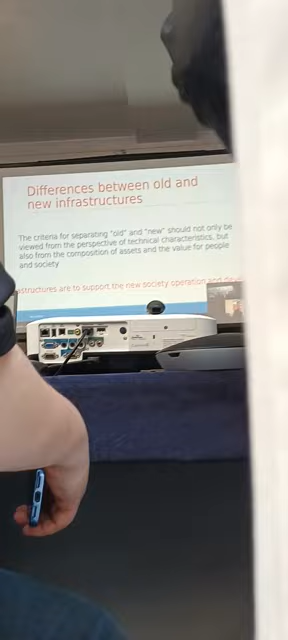 Differences between old and
new infrastructures
The criteria for separating "old" and "new" should not only be
viewed from the perspective of technical characteristics, but
also from the composition of assets and the value for people
and society
structures are to support the new society operation and